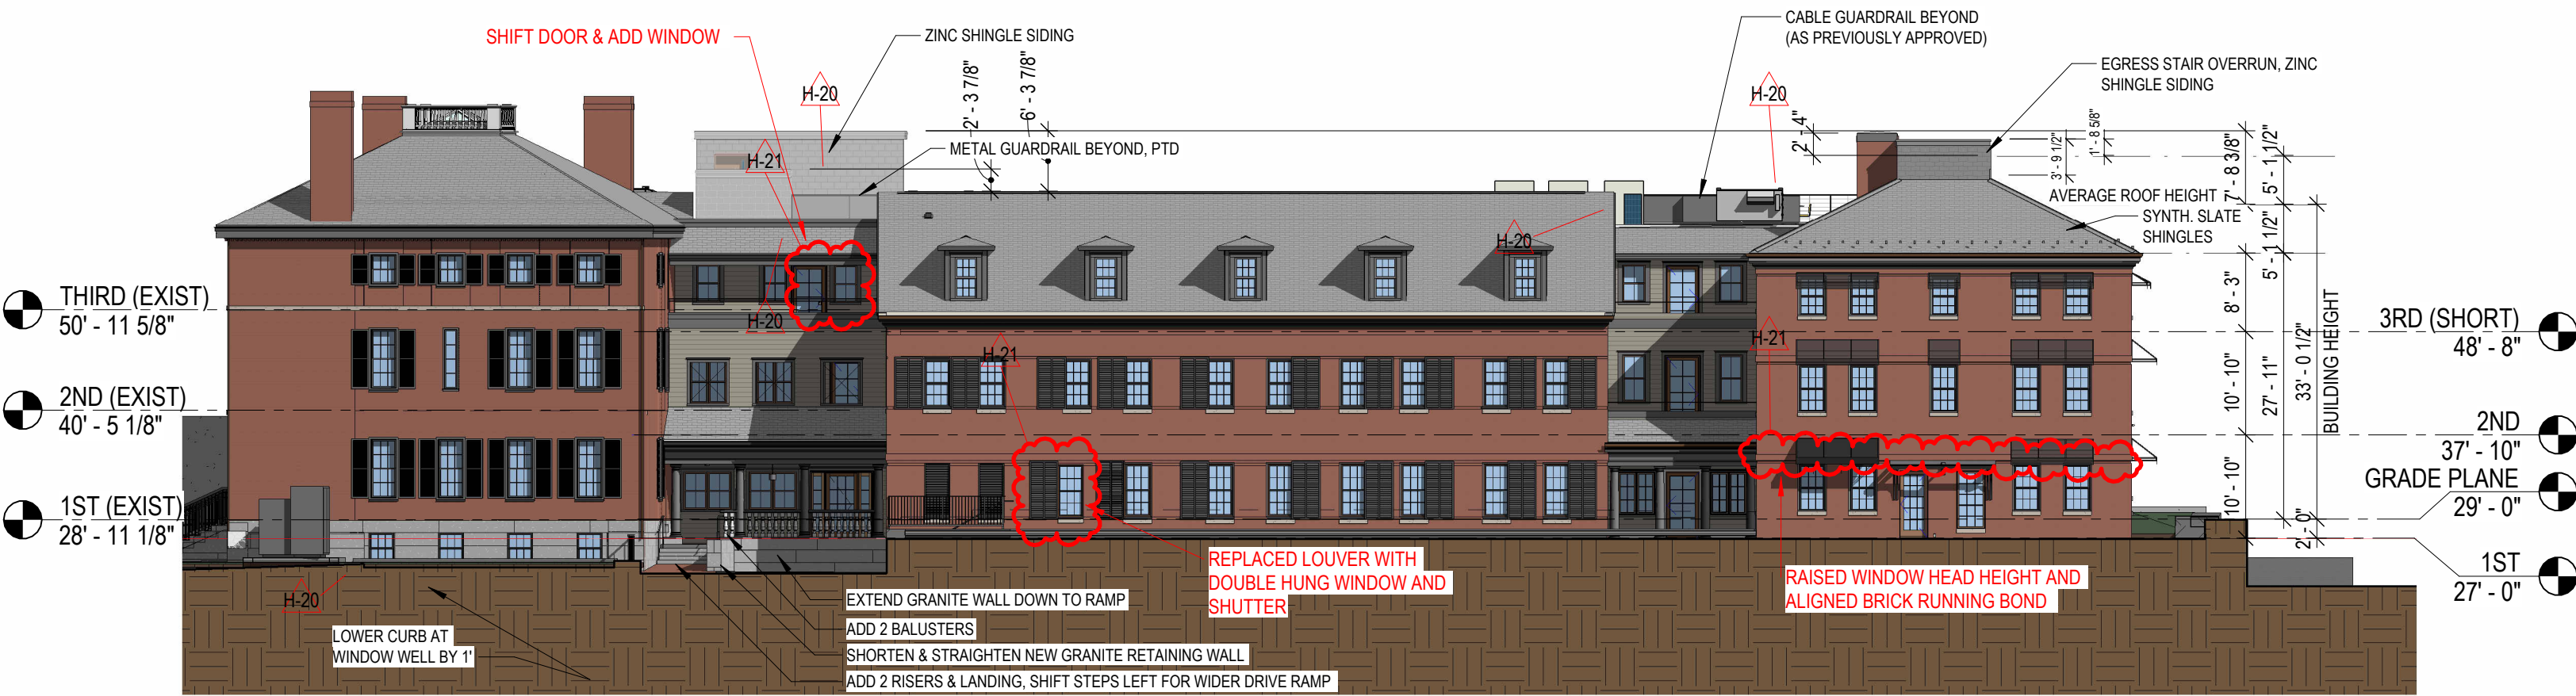 SHIFT DOOR & ADD WINDOW
ZINC SHINGLE SIDING
METAL GUARDRAIL BEYOND, PTD
2' - 3 7/8"
6' - 3 7/8"
CABLE GUARDRAIL BEYOND
(AS PREVIOUSLY APPROVED)
EGRESS STAIR OVERRUN, ZINC
SHINGLE SIDING
H-20
H-21
H-20
H-20
H-20
H-21
H-21
H-20
2' - 4"
3' - 9 1/2"
1' - 8 5/8"
7' - 8 3/8"
5' - 1 1/2"
AVERAGE ROOF HEIGHT
SYNTH. SLATE
SHINGLES
5' - 1 1/2"
8' - 3"
10' - 10"
10' - 10"
27' - 11"
33' - 0 1/2"
BUILDING HEIGHT
2' - 0"
THIRD (EXIST)
50' - 11 5/8"
2ND (EXIST)
40' - 5 1/8"
1ST (EXIST)
28' - 11 1/8"
3RD (SHORT)
48' - 8"
2ND
37' - 10"
GRADE PLANE
29' - 0"
1ST
27' - 0"
LOWER CURB AT
WINDOW WELL BY 1'
EXTEND GRANITE WALL DOWN TO RAMP
ADD 2 BALUSTERS
SHORTEN & STRAIGHTEN NEW GRANITE RETAINING WALL
ADD 2 RISERS & LANDING, SHIFT STEPS LEFT FOR WIDER DRIVE RAMP
REPLACED LOUVER WITH
DOUBLE HUNG WINDOW AND
SHUTTER
RAISED WINDOW HEAD HEIGHT AND
ALIGNED BRICK RUNNING BOND